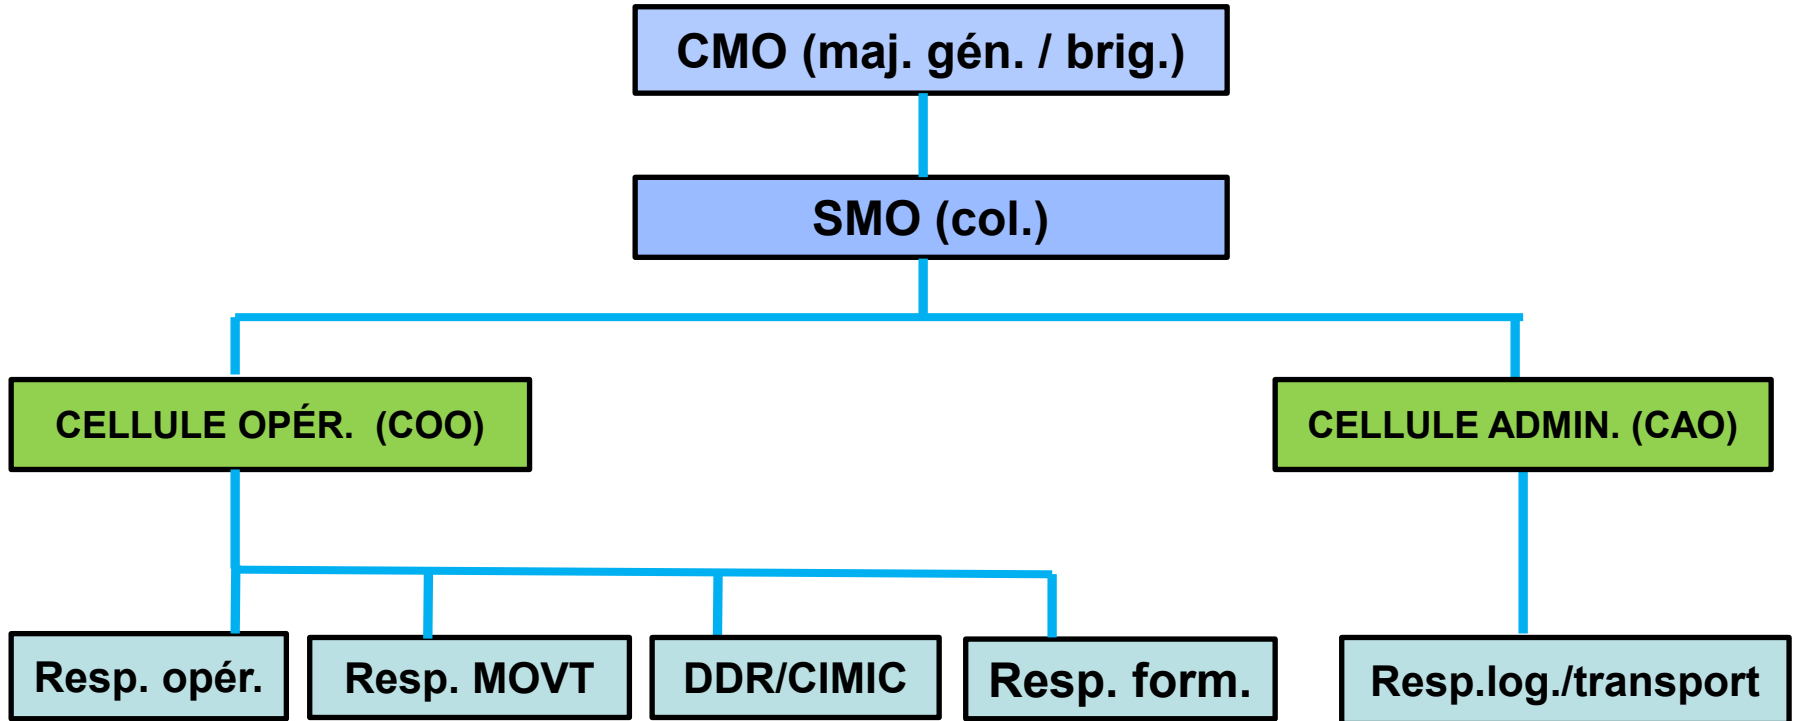 CMO (maj. gén. / brig.)
SMO (col.)
CELLULE OPÉR. (COO)
CELLULE ADMIN. (CAO)
Resp. opér.
Resp. MOVT
DDR/CIMIC
Resp. form.
Resp.log./transport